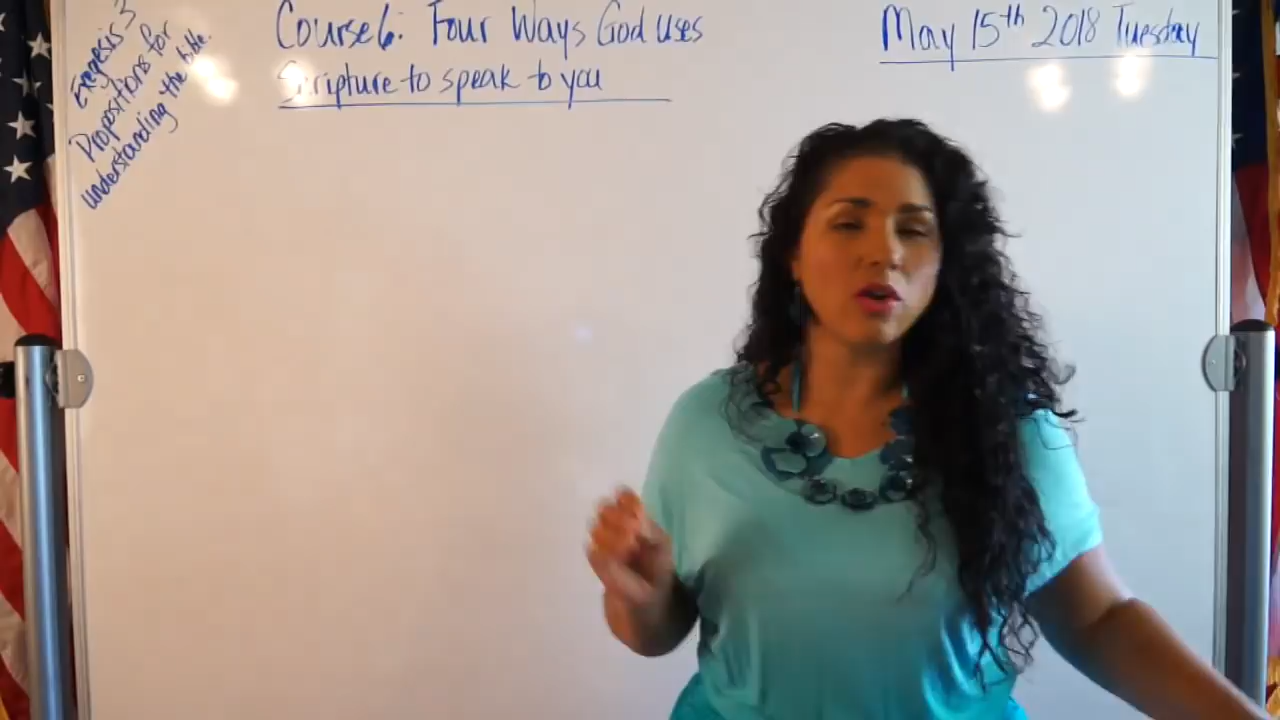 Exegesis 3
Propositions for
understanding the bible.
Course 6: Four Ways God Uses
Scripture to speak to you
May 15th 2018 Tuesday